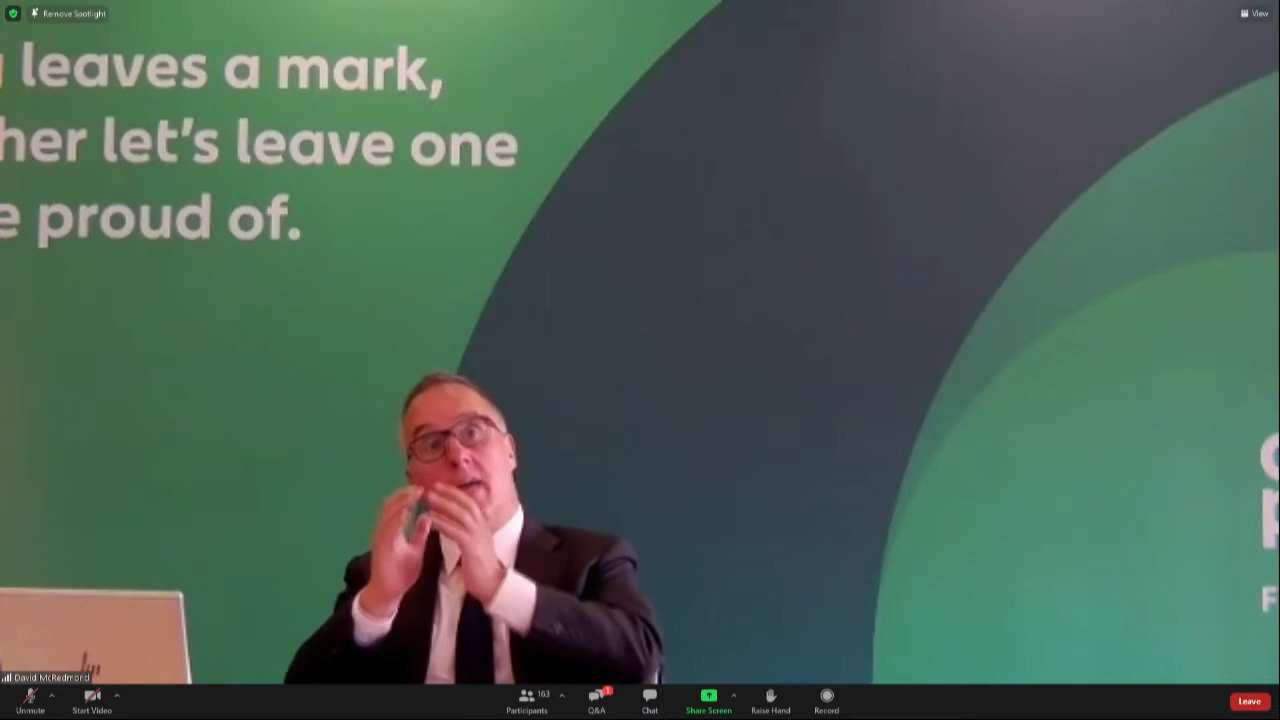 Remove Spotlight
View
leaves a mark,
her let's leave one
e proud of.
F
David McRedmond
Unmute
Start Video
163
Participants
1
Q&A
Chat
Share Screen
Raise Hand
Record
Leave